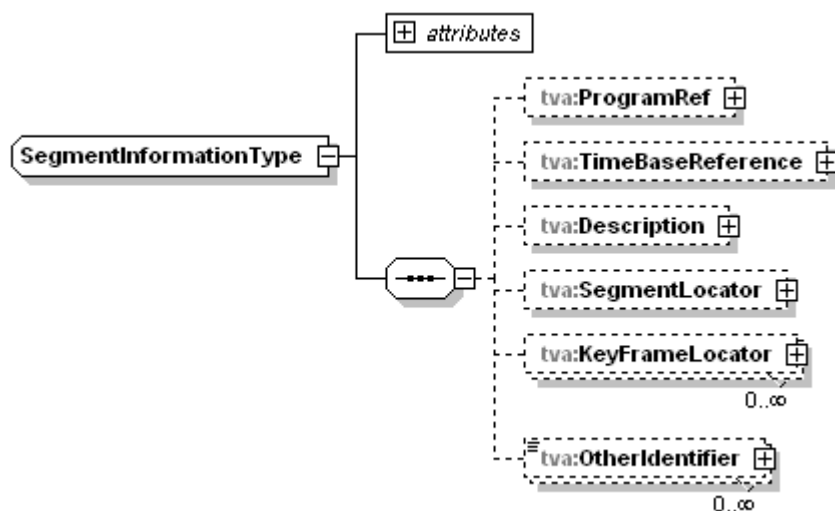 attributes
tva:ProgramRef
SegmentInformationType
tva:TimeBaseReference
tva:Description
tva:SegmentLocator
tva:KeyFrameLocator
0..∞
tva:OtherIdentifier
0..∞